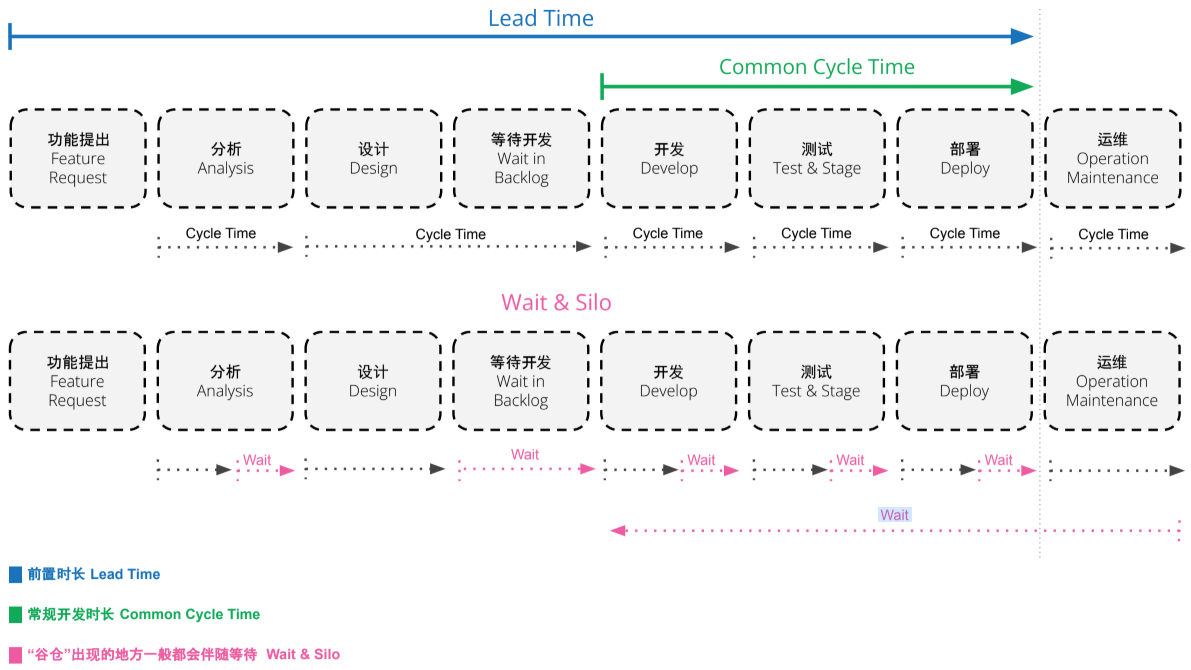 Lead Time
Common Cycle Time
功能提出
Feature
Request
分析
Analysis
设计
Design
等待开发
Wait in
Backlog
开发
Develop
测试
Test & Stage
部署
Deploy
运维
Operation
Maintenance
Cycle Time
Cycle Time
Cycle Time
Cycle Time
Cycle Time
Cycle Time
Wait & Silo
功能提出
Feature
Request
分析
Analysis
设计
Design
等待开发
Wait in
Backlog
开发
Develop
测试
Test & Stage
部署
Deploy
运维
Operation
Maintenance
Wait
Wait
Wait
Wait
Wait
Wait
前置时长 Lead Time
常规开发时长 Common Cycle Time
“谷仓”出现的地方一般都会伴随等待 Wait & Silo